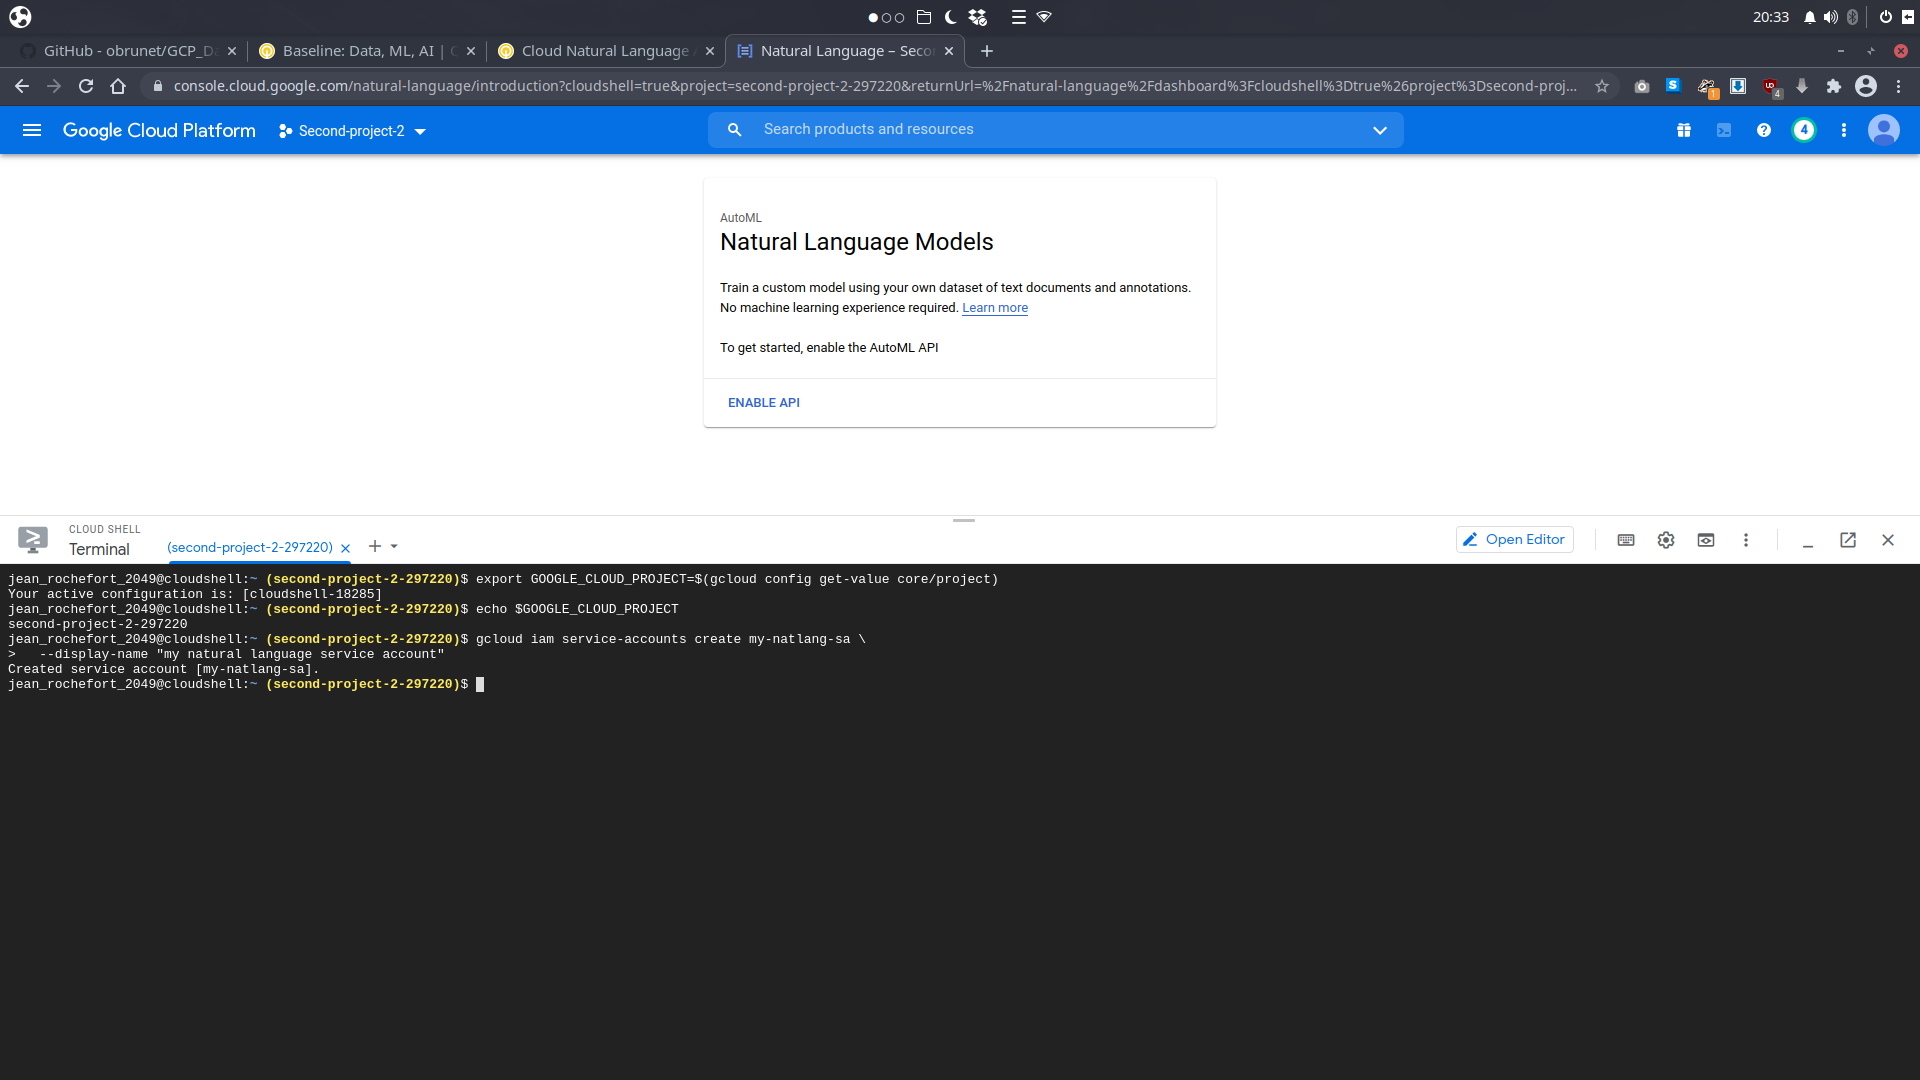 20:33
GitHub - obrunet/GCP_Da
Baseline: Data, ML, AI |
Cloud Natural Language
Natural Language – Seco
console.cloud.google.com/natural-language/introduction?cloudshell=true&project=second-project-2-297220&returnUrl=%2Fnatural-language%2Fdashboard%3Fcloudshell%3Dtrue%26project%3Dsecond-proj...
1
4
Google Cloud Platform
Second-project-2
Search products and resources
4
AutoML
Natural Language Models
Train a custom model using your own dataset of text documents and annotations.
No machine learning experience required. Learn more
To get started, enable the AutoML API
ENABLE API
CLOUD SHELL
Terminal
(second-project-2-297220)
Open Editor
jean_rochefort_2049@cloudshell:~ (second-project-2-297220)$ export GOOGLE_CLOUD_PROJECT=$(gcloud config get-value core/project)
Your active configuration is: [cloudshell-18285]
jean_rochefort_2049@cloudshell:~ (second-project-2-297220)$ echo $GOOGLE_CLOUD_PROJECT
second-project-2-297220
jean_rochefort_2049@cloudshell:~ (second-project-2-297220)$ gcloud iam service-accounts create my-natlang-sa \
>   --display-name "my natural language service account"
Created service account [my-natlang-sa].
jean_rochefort_2049@cloudshell:~ (second-project-2-297220)$